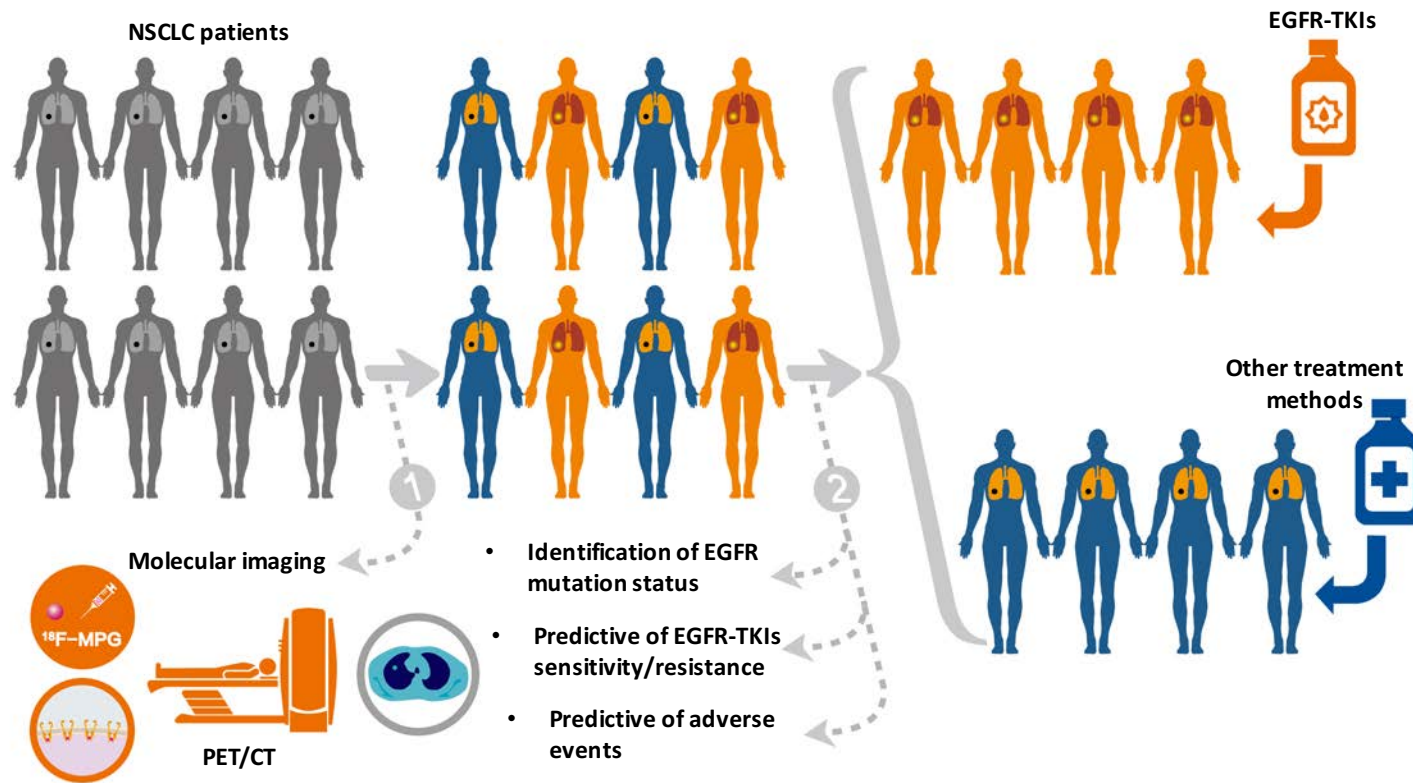 NSCLC patients
EGFR-TKIs
Other treatment
methods
1
2
Molecular imaging
¹⁸F–MPG
PET/CT
• Identification of EGFR
mutation status
• Predictive of EGFR-TKIs
sensitivity/resistance
• Predictive of adverse
events